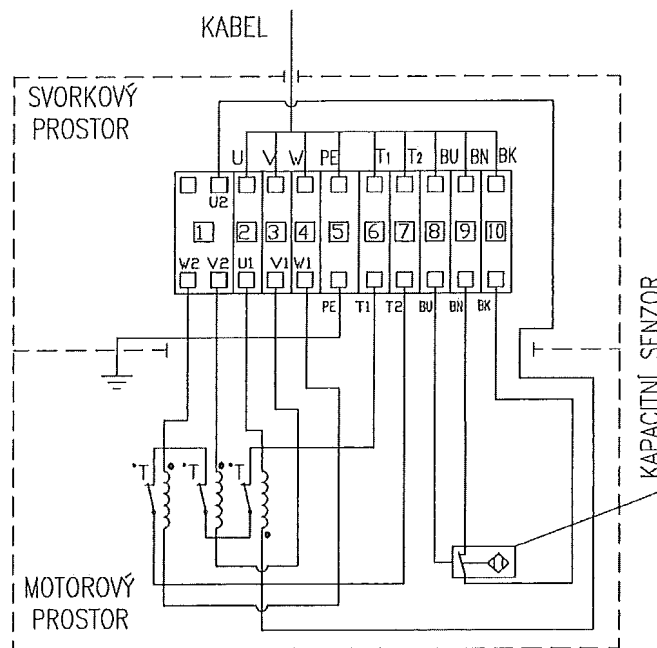 KABEL
SVORKOVÝ
PROSTOR
U V W PE T1 T2 BU BN BK
U2
1 2 3 4 5 6 7 8 9 10
W2 V2 U1 V1 W1
PE T1 T2 BU BN BK
KAPACITNÍ SENZOR
°T °T °T
MOTOROVÝ
PROSTOR